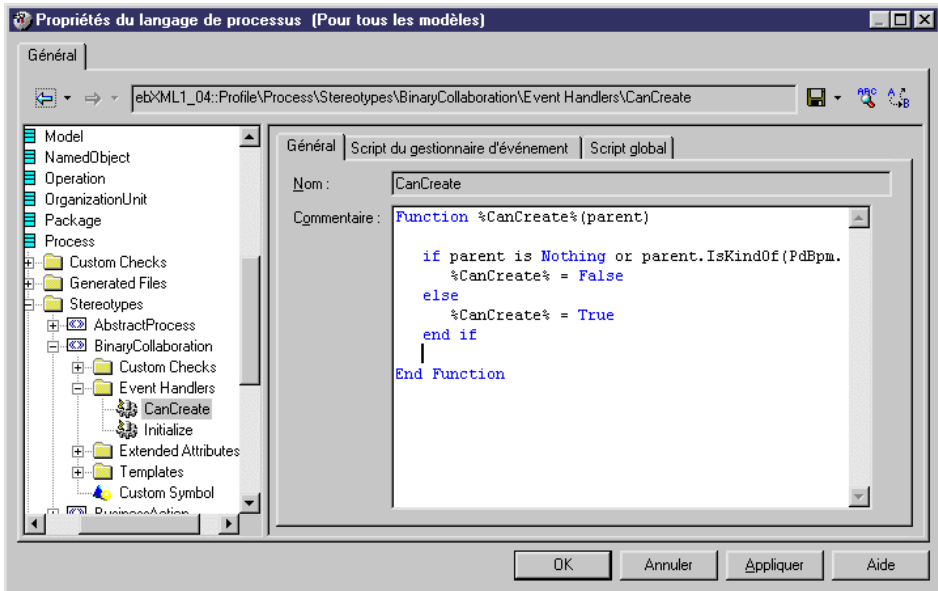 Propriétés du langage de processus (Pour tous les modèles)
Général
ebXML1_04::Profile\Process\Stereotypes\BinaryCollaboration\Event Handlers\CanCreate
ABC
A
B
Model
NamedObject
Operation
OrganizationUnit
Package
Process
Custom Checks
Generated Files
Stereotypes
AbstractProcess
BinaryCollaboration
Custom Checks
Event Handlers
CanCreate
Initialize
Extended Attributes
Templates
Custom Symbol
BusinessAction
Général
Script du gestionnaire d'événement
Script global
Nom :
CanCreate
Commentaire :
Function %CanCreate%(parent)
if parent is Nothing or parent.IsKindOf(PdBpm.
%CanCreate% = False
else
%CanCreate% = True
end if
End Function
OK
Annuler
Appliquer
Aide